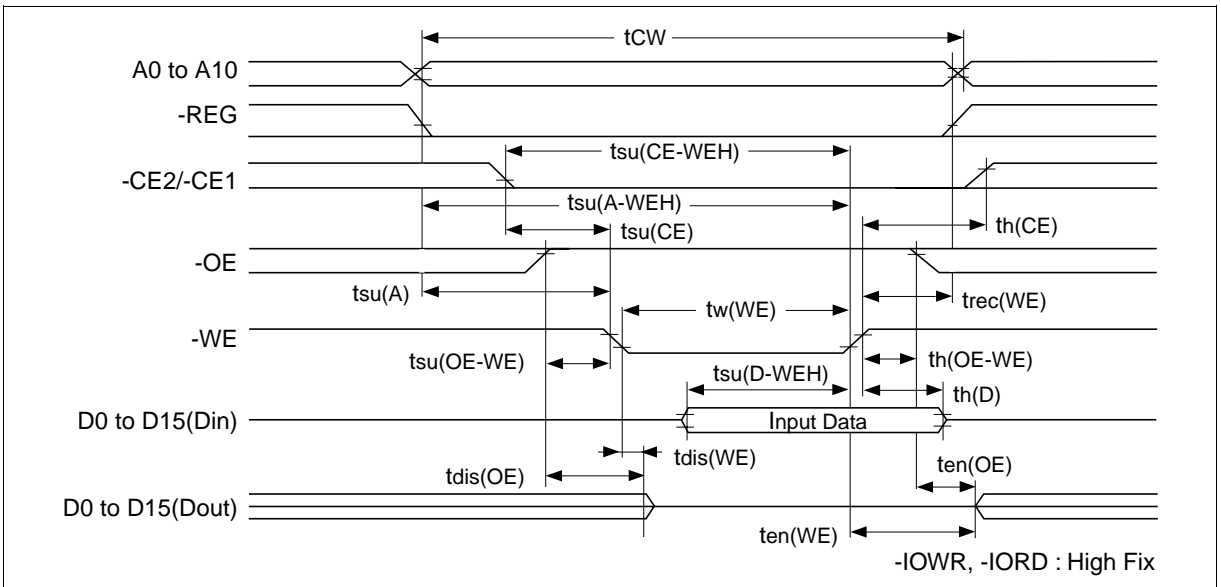 tCW
A0 to A10
-REG
tsu(CE-WEH)
-CE2/-CE1
tsu(A-WEH)
tsu(CE)
th(CE)
-OE
tsu(A)
trec(WE)
tw(WE)
-WE
tsu(OE-WE)
th(OE-WE)
tsu(D-WEH)
th(D)
D0 to D15(Din)
Input Data
tdis(WE)
tdis(OE)
ten(OE)
D0 to D15(Dout)
ten(WE)
-IOWR, -IORD : High Fix